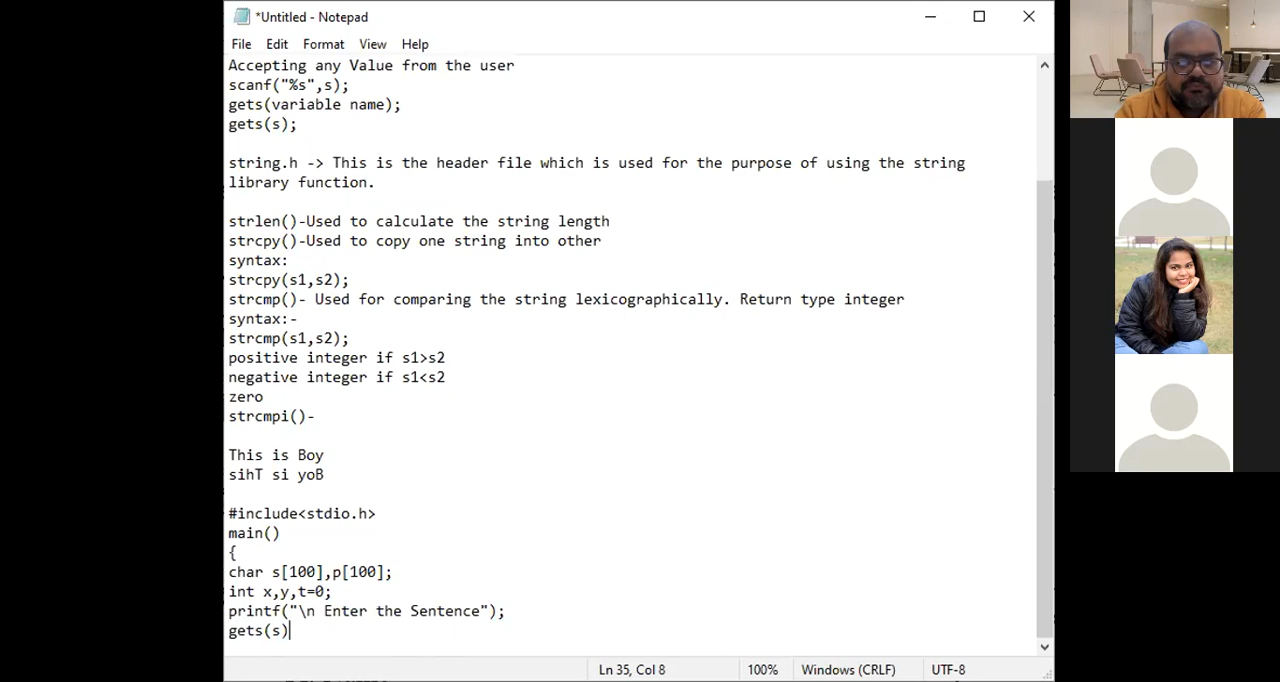 *Untitled - Notepad
File Edit Format View Help
Accepting any Value from the user
scanf("%s",s);
gets(variable name);
gets(s);
string.h -> This is the header file which is used for the purpose of using the string
library function.
strlen()-Used to calculate the string length
strcpy()-Used to copy one string into other
syntax:
strcpy(s1,s2);
strcmp()- Used for comparing the string lexicographically. Return type integer
syntax:-
strcmp(s1,s2);
positive integer if s1>s2
negative integer if s1<s2
zero
strcmpi()-
This is Boy
sihT si yoB
#include<stdio.h>
main()
{
char s[100],p[100];
int x,y,t=0;
printf("\n Enter the Sentence");
gets(s)
Ln 35, Col 8 100% Windows (CRLF) UTF-8